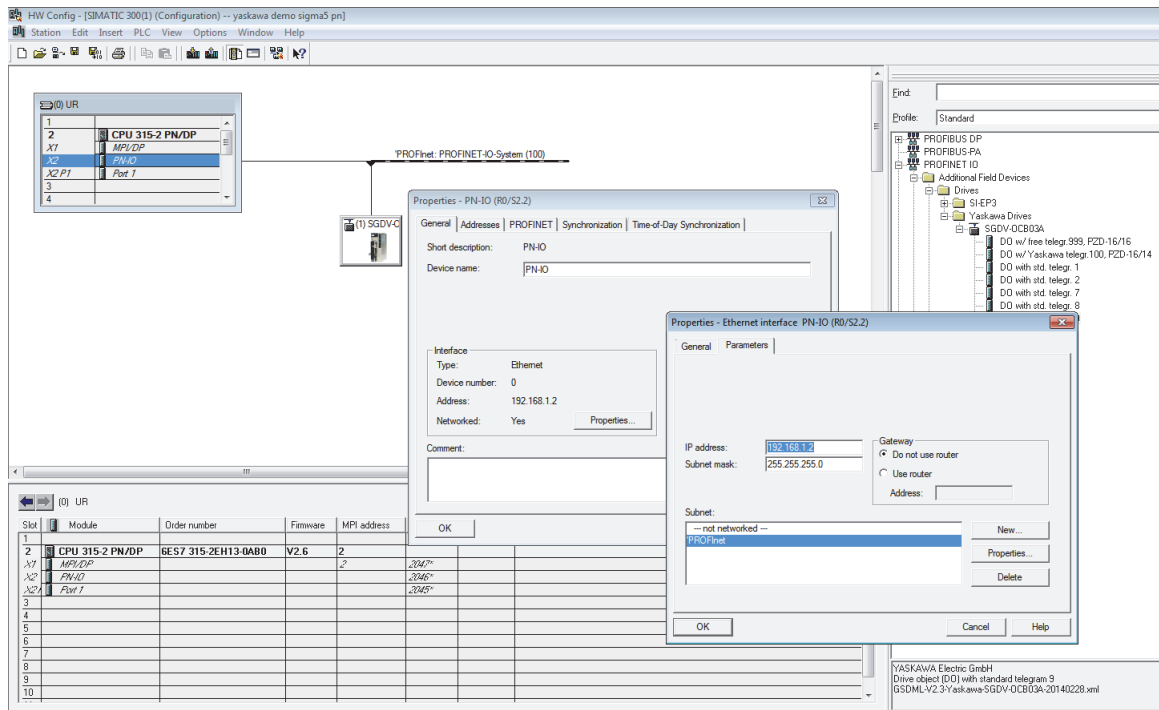 HW Config - [SIMATIC 300(1) (Configuration) -- yaskawa demo sigma5 pn]
Station Edit Insert PLC View Options Window Help
(0) UR
1
2 CPU 315-2 PN/DP
X1 MPI/DP
X2 PN-IO
X2 P1 Port 1
3
4
'PROFInet: PROFINET-IO-System (100)
(1) SGDV-O
Find:
Profile: Standard
PROFIBUS DP
PROFIBUS-PA
PROFINET IO
Additional Field Devices
Drives
SI-EP3
Yaskawa Drives
SGDV-OCB03A
DO w/ free telegr.999, PZD-16/16
DO w/ Yaskawa telegr.100, PZD-16/14
DO with std. telegr. 1
DO with std. telegr. 2
DO with std. telegr. 7
DO with std. telegr. 8
Properties - PN-IO (R0/S2.2)
General Addresses PROFINET Synchronization Time-of-Day Synchronization
Short description: PN-IO
Device name: PN-IO
Interface
Type: Ethernet
Device number: 0
Address: 192.168.1.2
Networked: Yes Properties...
Comment:
OK
Properties - Ethernet interface PN-IO (R0/S2.2)
General Parameters
IP address: 192.168.1.2
Subnet mask: 255.255.255.0
Gateway
Do not use router
Use router
Address:
Subnet:
--- not networked ---
'PROFInet
New...
Properties...
Delete
OK Cancel Help
(0) UR
Slot Module Order number Firmware MPI address
1
2 CPU 315-2 PN/DP 6ES7 315-2EH13-0AB0 V2.6 2
X1 MPI/DP 2 2047*
X2 PN-IO 2046*
X2 Port 1 2045*
3
4
5
6
7
8
9
10
YASKAWA Electric GmbH
Drive object (DO) with standard telegram 9
GSDML-V2.3-Yaskawa-SGDV-OCB03A-20140228.xml